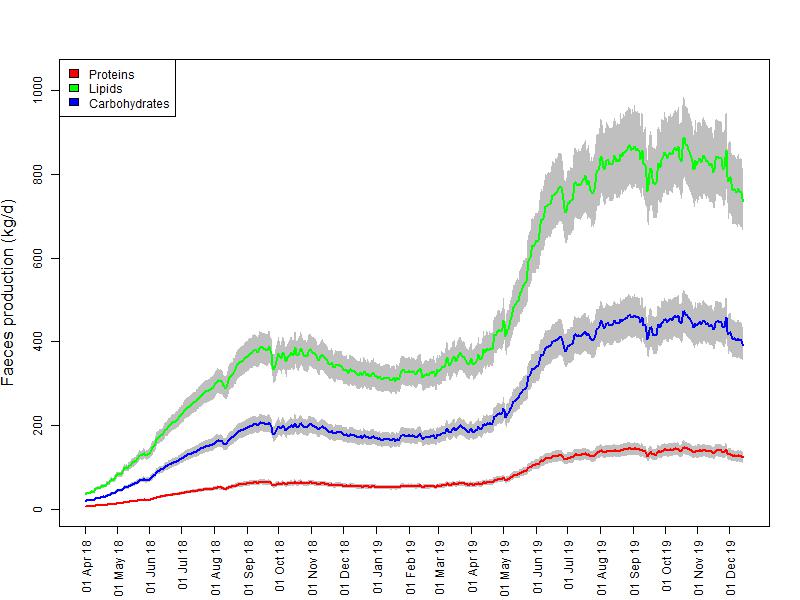 Proteins
Lipids
Carbohydrates
Faeces production (kg/d)
1000
800
600
400
200
0
01 Apr 18
01 May 18
01 Jun 18
01 Jul 18
01 Aug 18
01 Sep 18
01 Oct 18
01 Nov 18
01 Dec 18
01 Jan 19
01 Feb 19
01 Mar 19
01 Apr 19
01 May 19
01 Jun 19
01 Jul 19
01 Aug 19
01 Sep 19
01 Oct 19
01 Nov 19
01 Dec 19